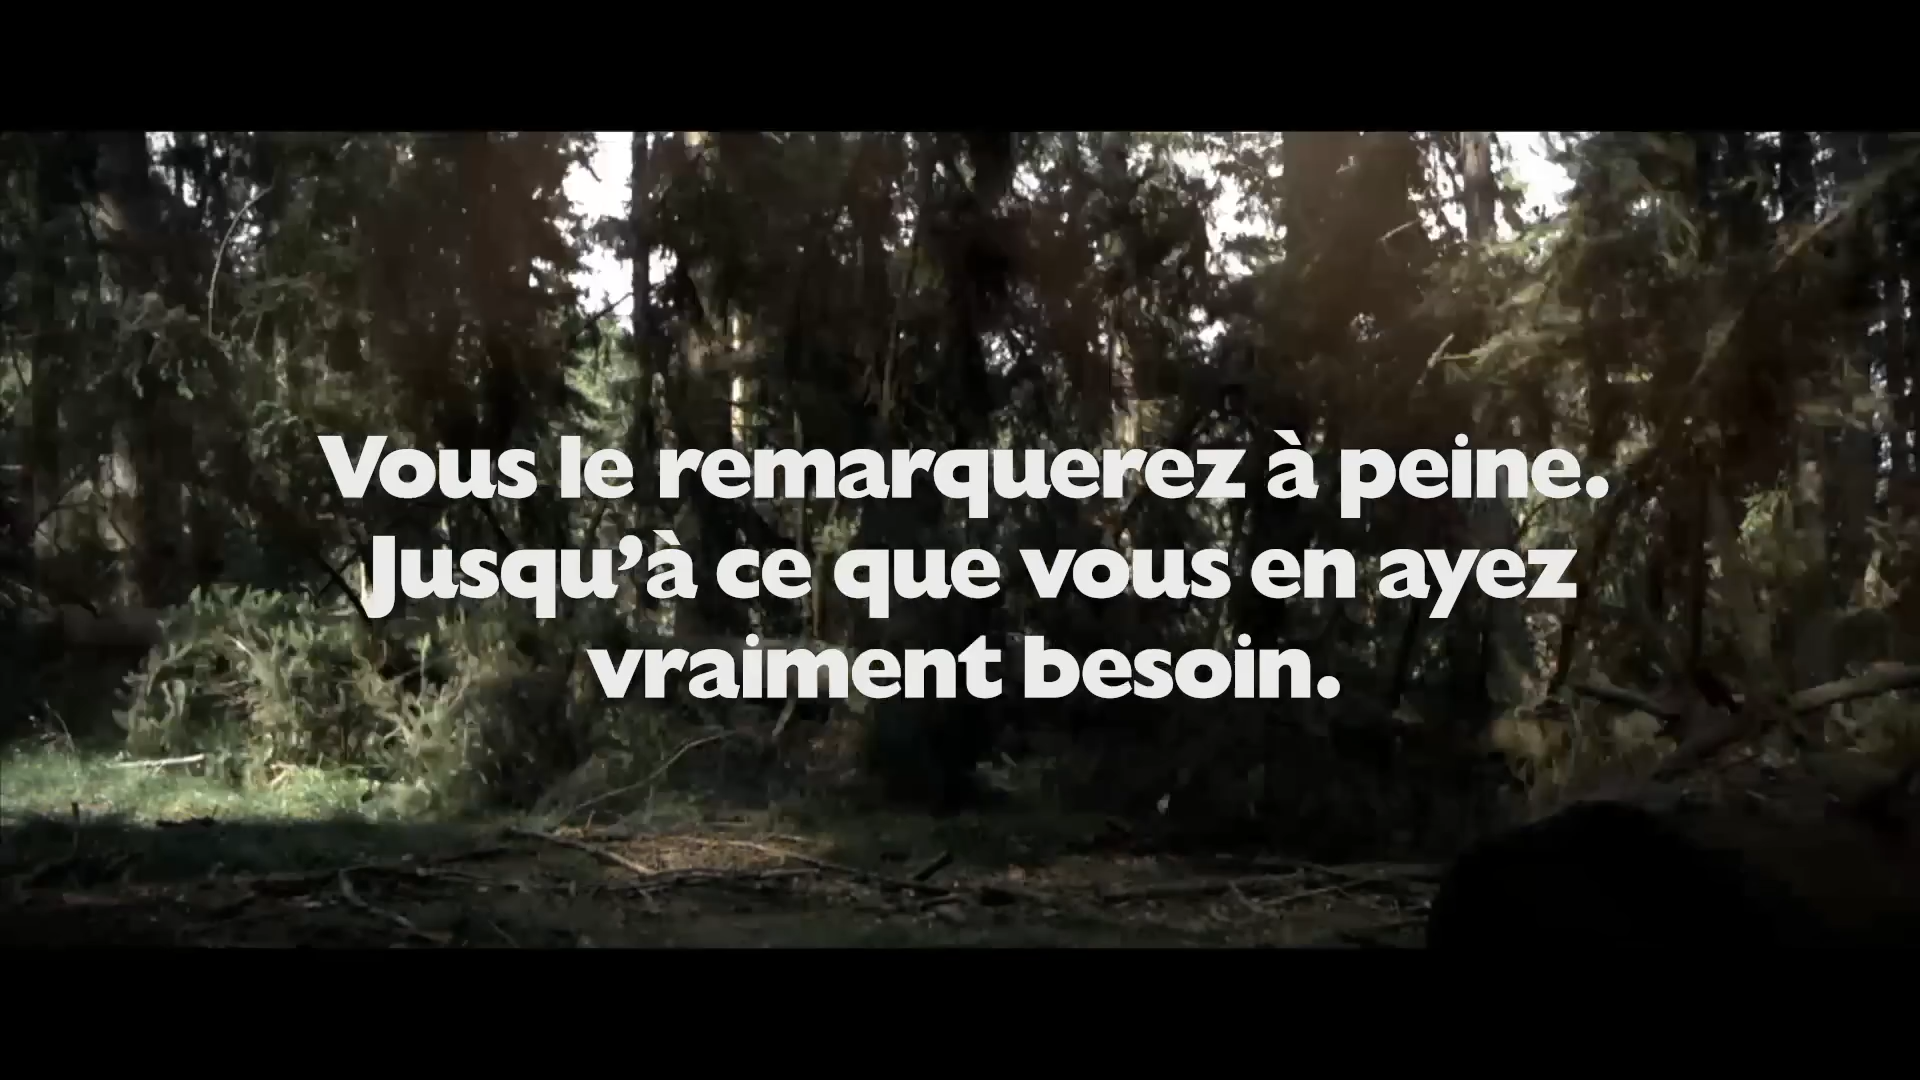 Vous le remarquerez à peine.
Jusqu’à ce que vous en ayez
vraiment besoin.